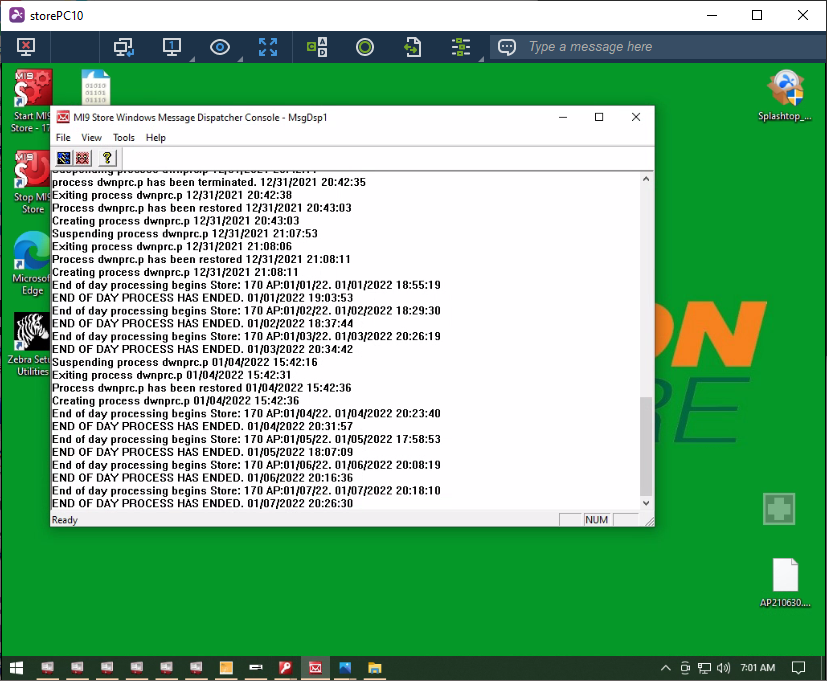 storePC10
Type a message here
MI9
Start MI9
Store - 17
01010
01101
01110
Splashtop_...
MI9 Store Windows Message Dispatcher Console - MsgDsp1
File View Tools Help
process dwnprc.p has been terminated. 12/31/2021 20:42:35
Exiting process dwnprc.p 12/31/2021 20:42:38
Process dwnprc.p has been restored 12/31/2021 20:43:03
Creating process dwnprc.p 12/31/2021 20:43:03
Suspending process dwnprc.p 12/31/2021 21:07:53
Exiting process dwnprc.p 12/31/2021 21:08:06
Process dwnprc.p has been restored 12/31/2021 21:08:11
Creating process dwnprc.p 12/31/2021 21:08:11
End of day processing begins Store: 170 AP:01/01/22. 01/01/2022 18:55:19
END OF DAY PROCESS HAS ENDED. 01/01/2022 19:03:53
End of day processing begins Store: 170 AP:01/02/22. 01/02/2022 18:29:30
END OF DAY PROCESS HAS ENDED. 01/02/2022 18:37:44
End of day processing begins Store: 170 AP:01/03/22. 01/03/2022 20:26:19
END OF DAY PROCESS HAS ENDED. 01/03/2022 20:34:42
Suspending process dwnprc.p 01/04/2022 15:42:16
Exiting process dwnprc.p 01/04/2022 15:42:31
Process dwnprc.p has been restored 01/04/2022 15:42:36
Creating process dwnprc.p 01/04/2022 15:42:36
End of day processing begins Store: 170 AP:01/04/22. 01/04/2022 20:23:40
END OF DAY PROCESS HAS ENDED. 01/04/2022 20:31:57
End of day processing begins Store: 170 AP:01/05/22. 01/05/2022 17:58:53
END OF DAY PROCESS HAS ENDED. 01/05/2022 18:07:09
End of day processing begins Store: 170 AP:01/06/22. 01/06/2022 20:08:19
END OF DAY PROCESS HAS ENDED. 01/06/2022 20:16:36
End of day processing begins Store: 170 AP:01/07/22. 01/07/2022 20:18:10
END OF DAY PROCESS HAS ENDED. 01/07/2022 20:26:30
Ready NUM
MI9
Stop MI9
Store
Microsoft
Edge
Zebra Setu
Utilities
ON
RE
AP210630....
7:01 AM